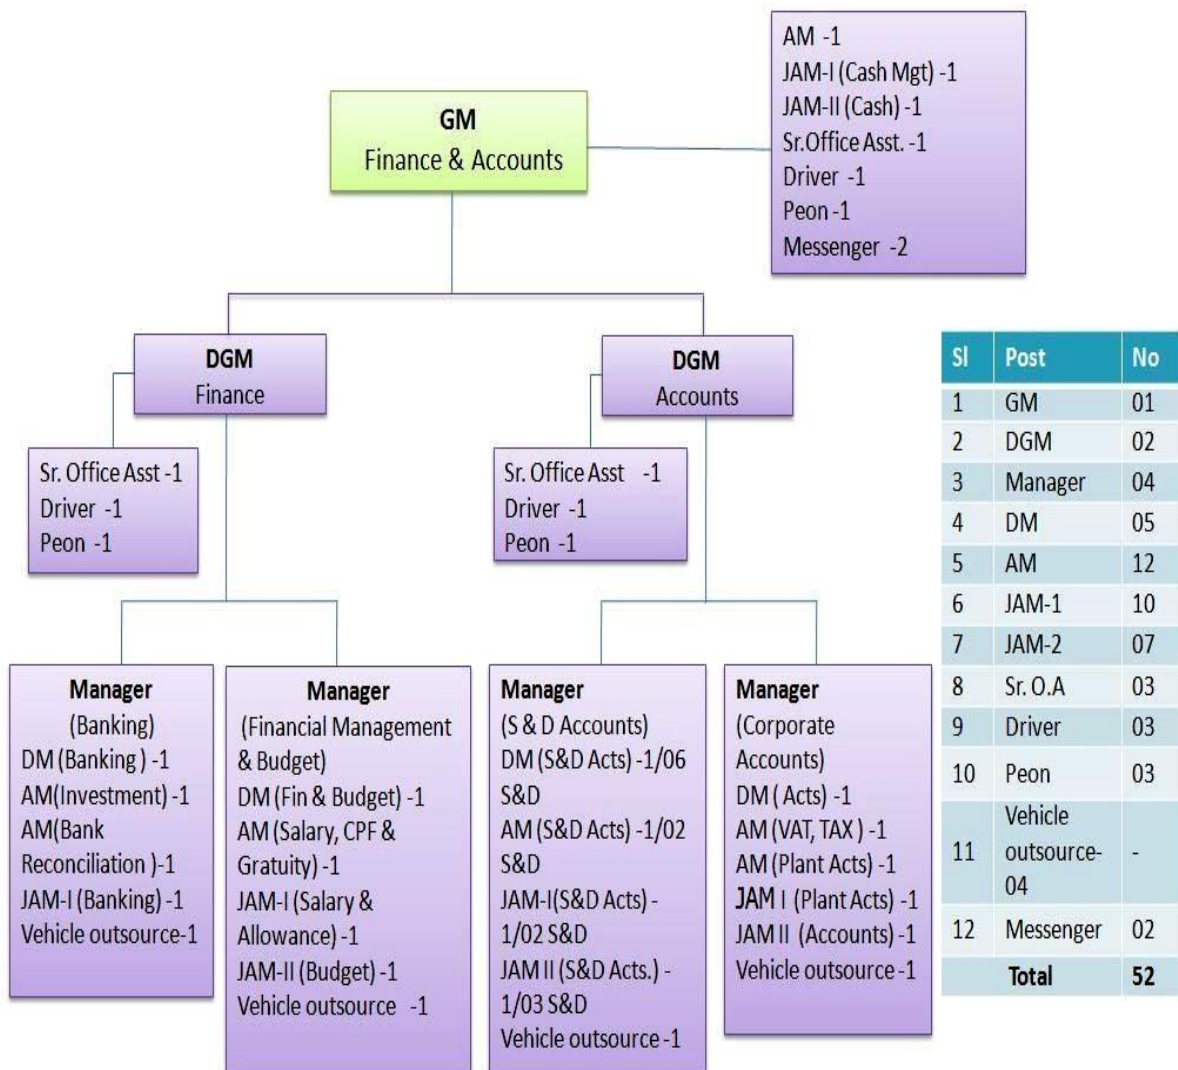 GM
Finance & Accounts
AM -1
JAM-I (Cash Mgt) -1
JAM-II (Cash) -1
Sr.Office Asst. -1
Driver -1
Peon -1
Messenger -2
DGM
Finance
DGM
Accounts
Sr. Office Asst -1
Driver -1
Peon -1
Sr. Office Asst -1
Driver -1
Peon -1
Manager
(Banking)
DM (Banking ) -1
AM(Investment) -1
AM(Bank
Reconciliation )-1
JAM-I (Banking) -1
Vehicle outsource-1
Manager
(Financial Management
& Budget)
DM (Fin & Budget) -1
AM (Salary, CPF &
Gratuity) -1
JAM-I (Salary &
Allowance) -1
JAM-II (Budget) -1
Vehicle outsource -1
Manager
(S & D Accounts)
DM (S&D Acts) -1/06
S&D
AM (S&D Acts) -1/02
S&D
JAM-I(S&D Acts) -
1/02 S&D
JAM II (S&D Acts.) -
1/03 S&D
Vehicle outsource -1
Manager
(Corporate
Accounts)
DM ( Acts) -1
AM (VAT, TAX ) -1
AM (Plant Acts) -1
JAM I (Plant Acts) -1
JAM II (Accounts) -1
Vehicle outsource -1
Sl Post No
1 GM 01
2 DGM 02
3 Manager 04
4 DM 05
5 AM 12
6 JAM-1 10
7 JAM-2 07
8 Sr. O.A 03
9 Driver 03
10 Peon 03
11 Vehicle
outsource- -
04
12 Messenger 02
Total 52